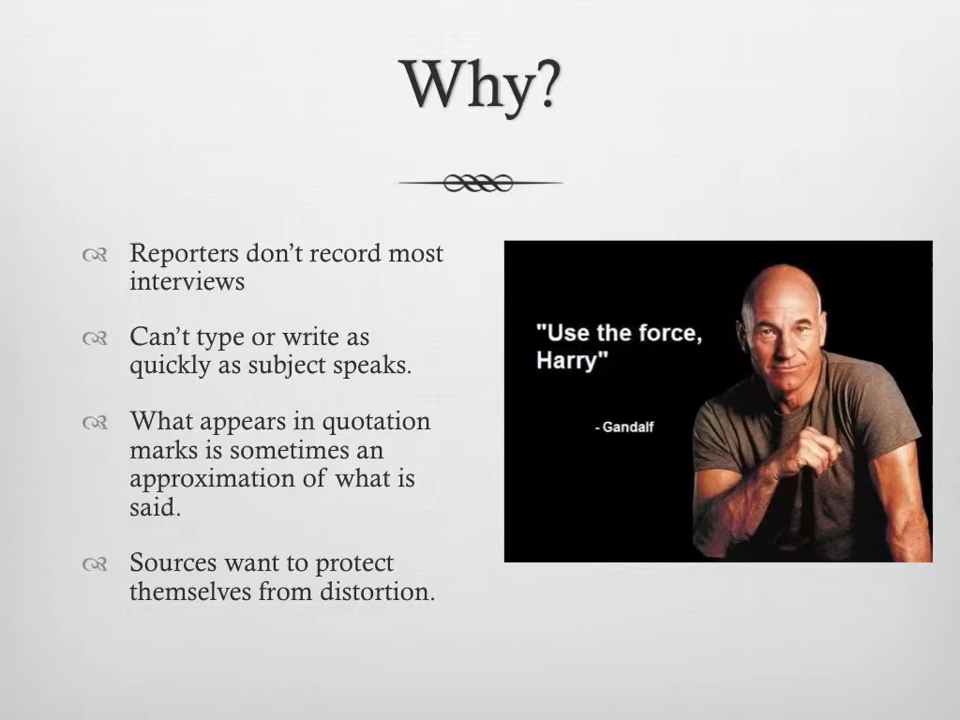 Why?
Reporters don’t record most
interviews
Can’t type or write as
quickly as subject speaks.
What appears in quotation
marks is sometimes an
approximation of what is
said.
Sources want to protect
themselves from distortion.
"Use the force,
Harry"
- Gandalf